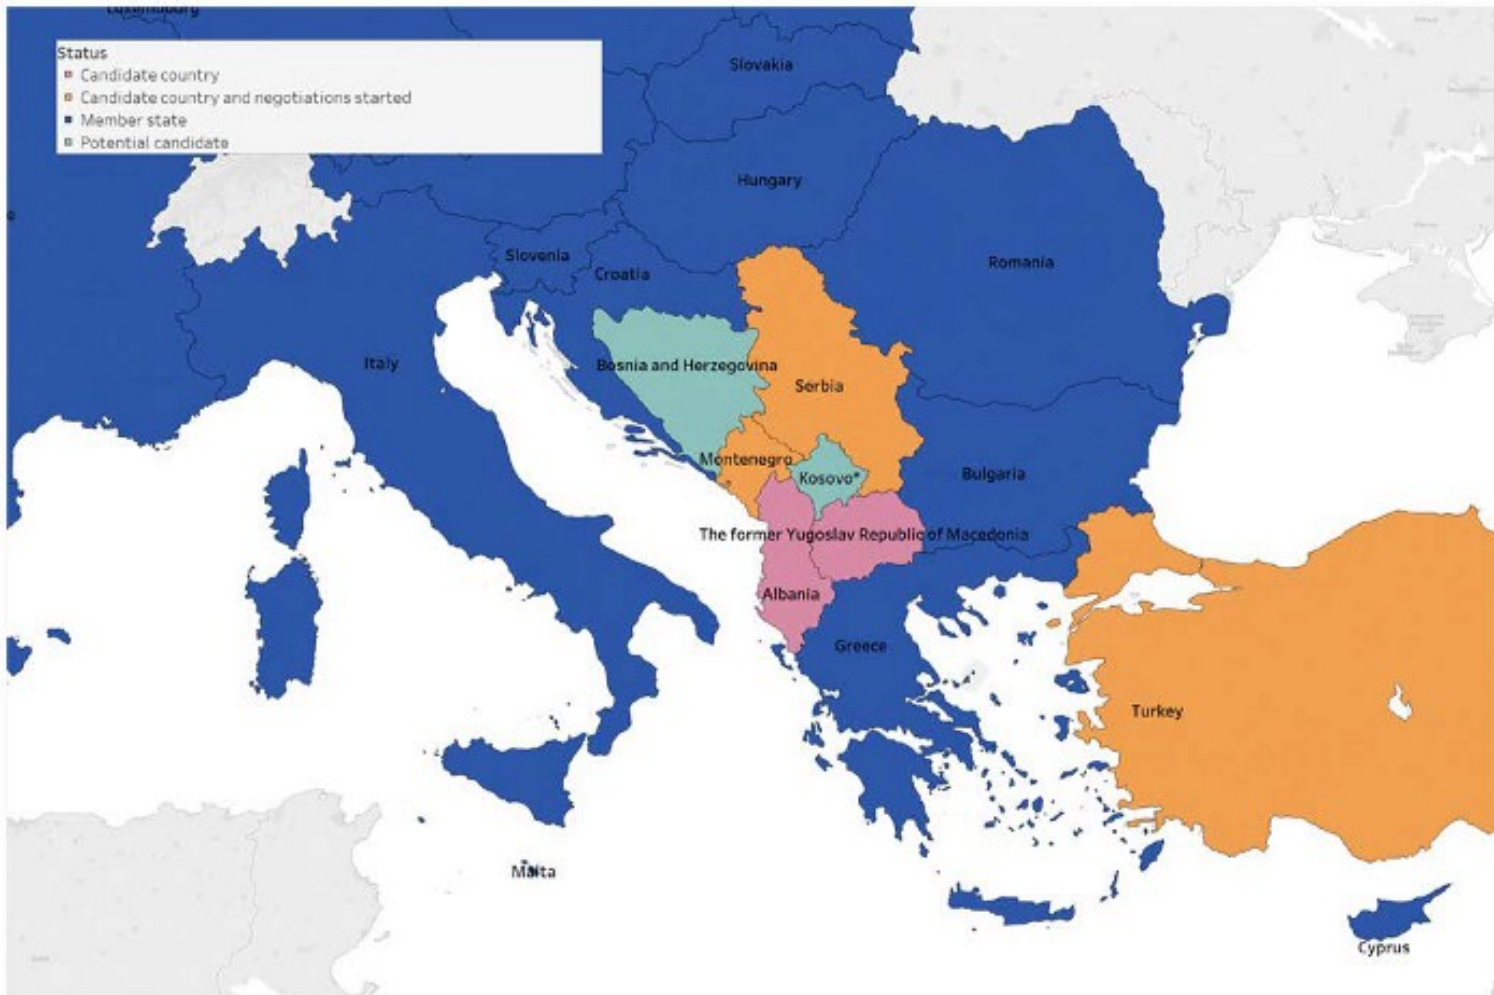 Luxembourg
Status
Candidate country
Candidate country and negotiations started
Member state
Potential candidate
Slovakia
Hungary
Slovenia
Croatia
Romania
Italy
Bosnia and Herzegovina
Serbia
Montenegro
Kosovo*
Bulgaria
The former Yugoslav Republic of Macedonia
Albania
Greece
Turkey
Malta
Cyprus